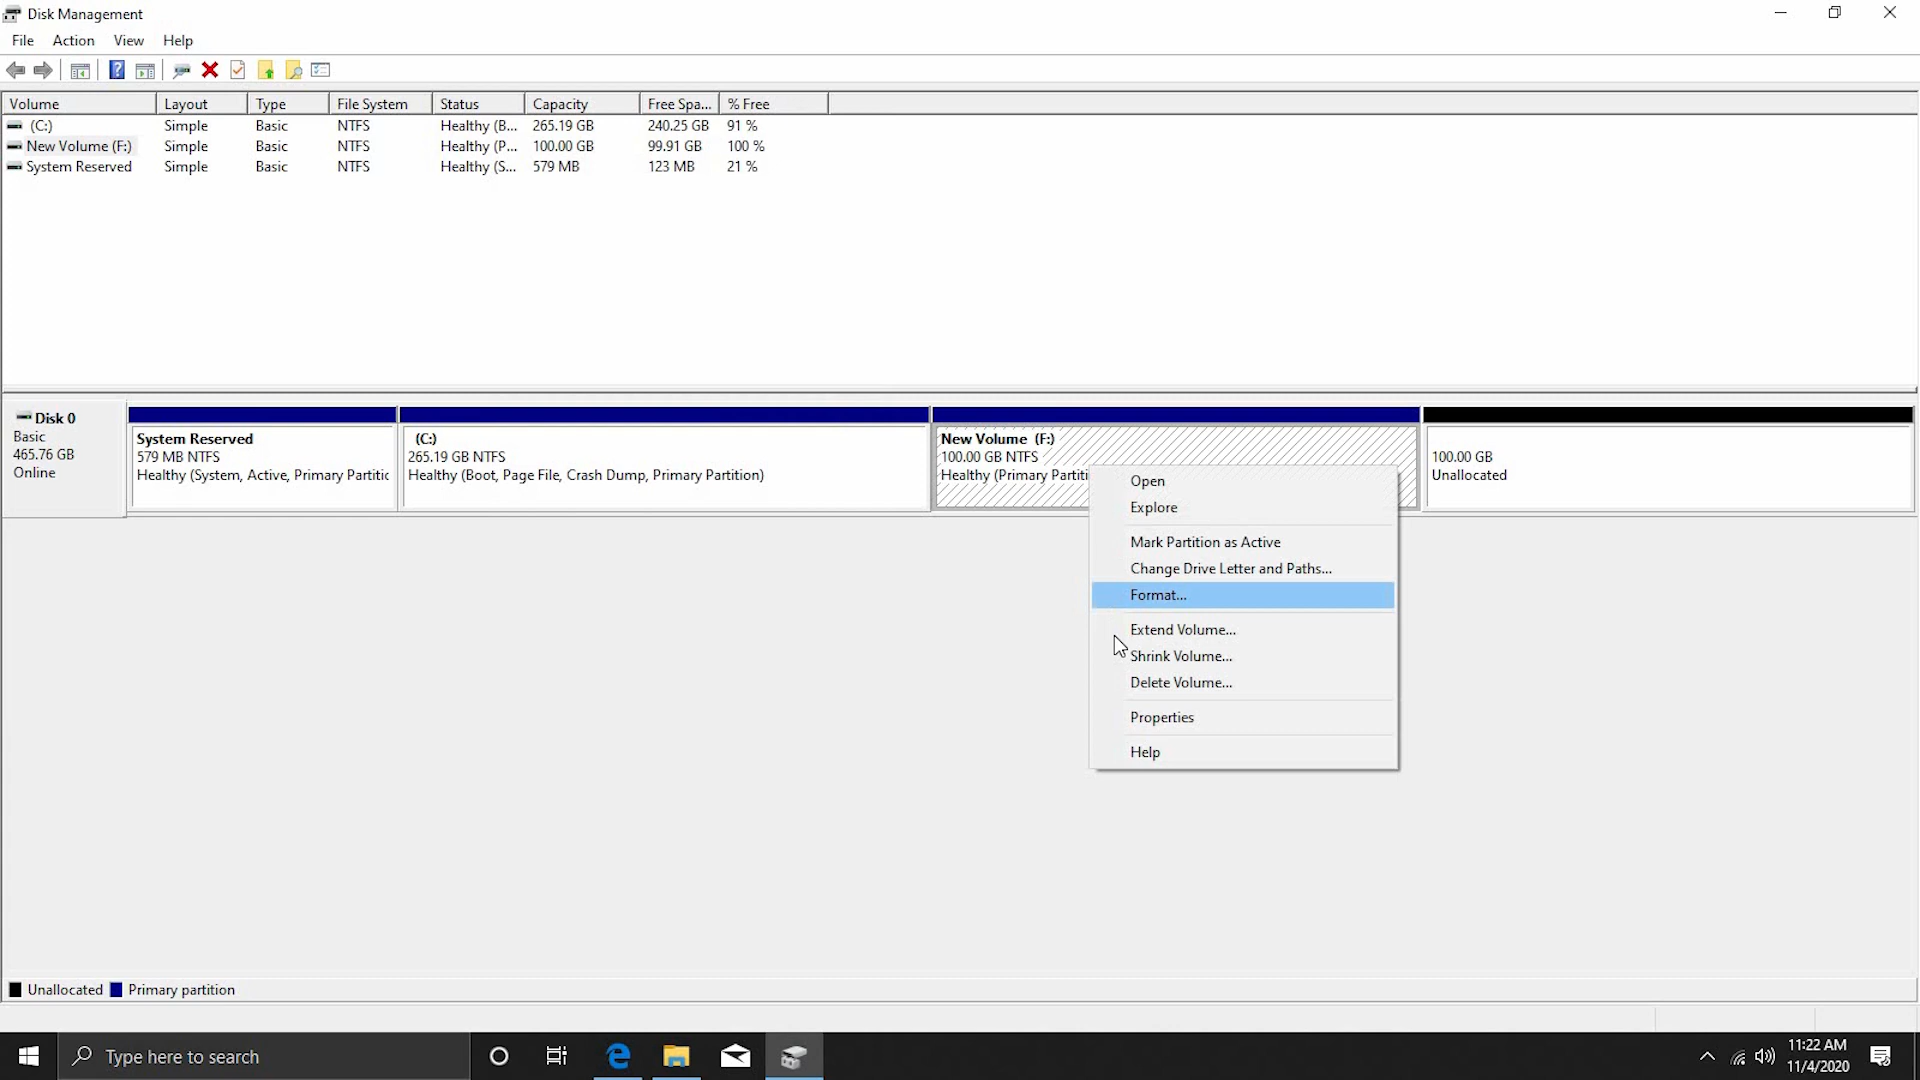 Disk Management
File Action View Help
Volume Layout Type File System Status Capacity Free Spa... % Free
(C:) Simple Basic NTFS Healthy (B... 265.19 GB 240.25 GB 91 %
New Volume (F:) Simple Basic NTFS Healthy (P... 100.00 GB 99.91 GB 100 %
System Reserved Simple Basic NTFS Healthy (S... 579 MB 123 MB 21 %
Disk 0
Basic
465.76 GB
Online
System Reserved
579 MB NTFS
Healthy (System, Active, Primary Partitic
(C:)
265.19 GB NTFS
Healthy (Boot, Page File, Crash Dump, Primary Partition)
New Volume (F:)
100.00 GB NTFS
Healthy (Primary Partiti
100.00 GB
Unallocated
Open
Explore
Mark Partition as Active
Change Drive Letter and Paths...
Format...
Extend Volume...
Shrink Volume...
Delete Volume...
Properties
Help
Unallocated Primary partition
Type here to search
11:22 AM
11/4/2020